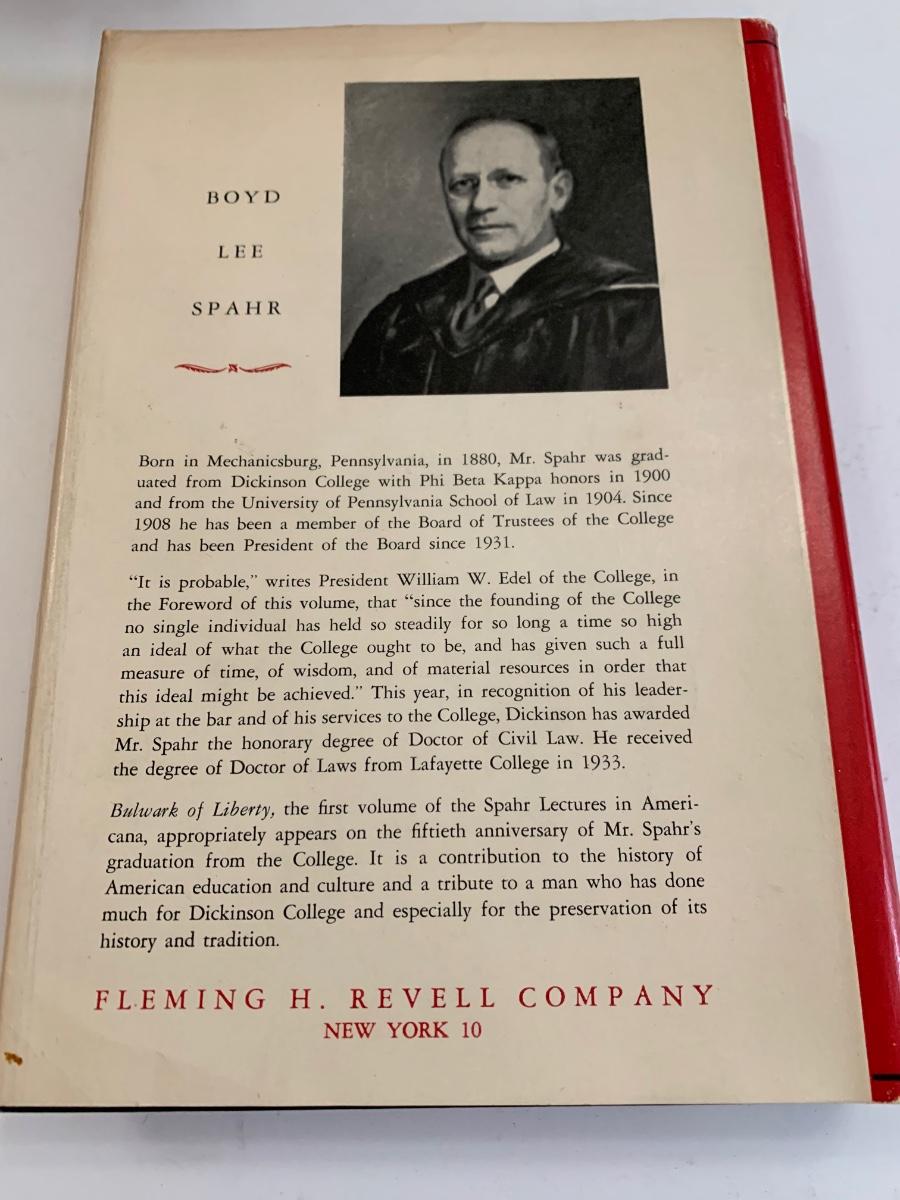 BOYD
LEE
SPAHR
Born in Mechanicsburg, Pennsylvania, in 1880, Mr. Spahr was grad-
uated from Dickinson College with Phi Beta Kappa honors in 1900
and from the University of Pennsylvania School of Law in 1904. Since
1908 he has been a member of the Board of Trustees of the College
and has been President of the Board since 1931.
“It is probable,” writes President William W. Edel of the College, in
the Foreword of this volume, that “since the founding of the College
no single individual has held so steadily for so long a time so high
an ideal of what the College ought to be, and has given such a full
measure of time, of wisdom, and of material resources in order that
this ideal might be achieved.” This year, in recognition of his leader-
ship at the bar and of his services to the College, Dickinson has awarded
Mr. Spahr the honorary degree of Doctor of Civil Law. He received
the degree of Doctor of Laws from Lafayette College in 1933.
Bulwark of Liberty, the first volume of the Spahr Lectures in Ameri-
cana, appropriately appears on the fiftieth anniversary of Mr. Spahr's
graduation from the College. It is a contribution to the history of
American education and culture and a tribute to a man who has done
much for Dickinson College and especially for the preservation of its
history and tradition.
FLEMING H. REVELL COMPANY
NEW YORK 10